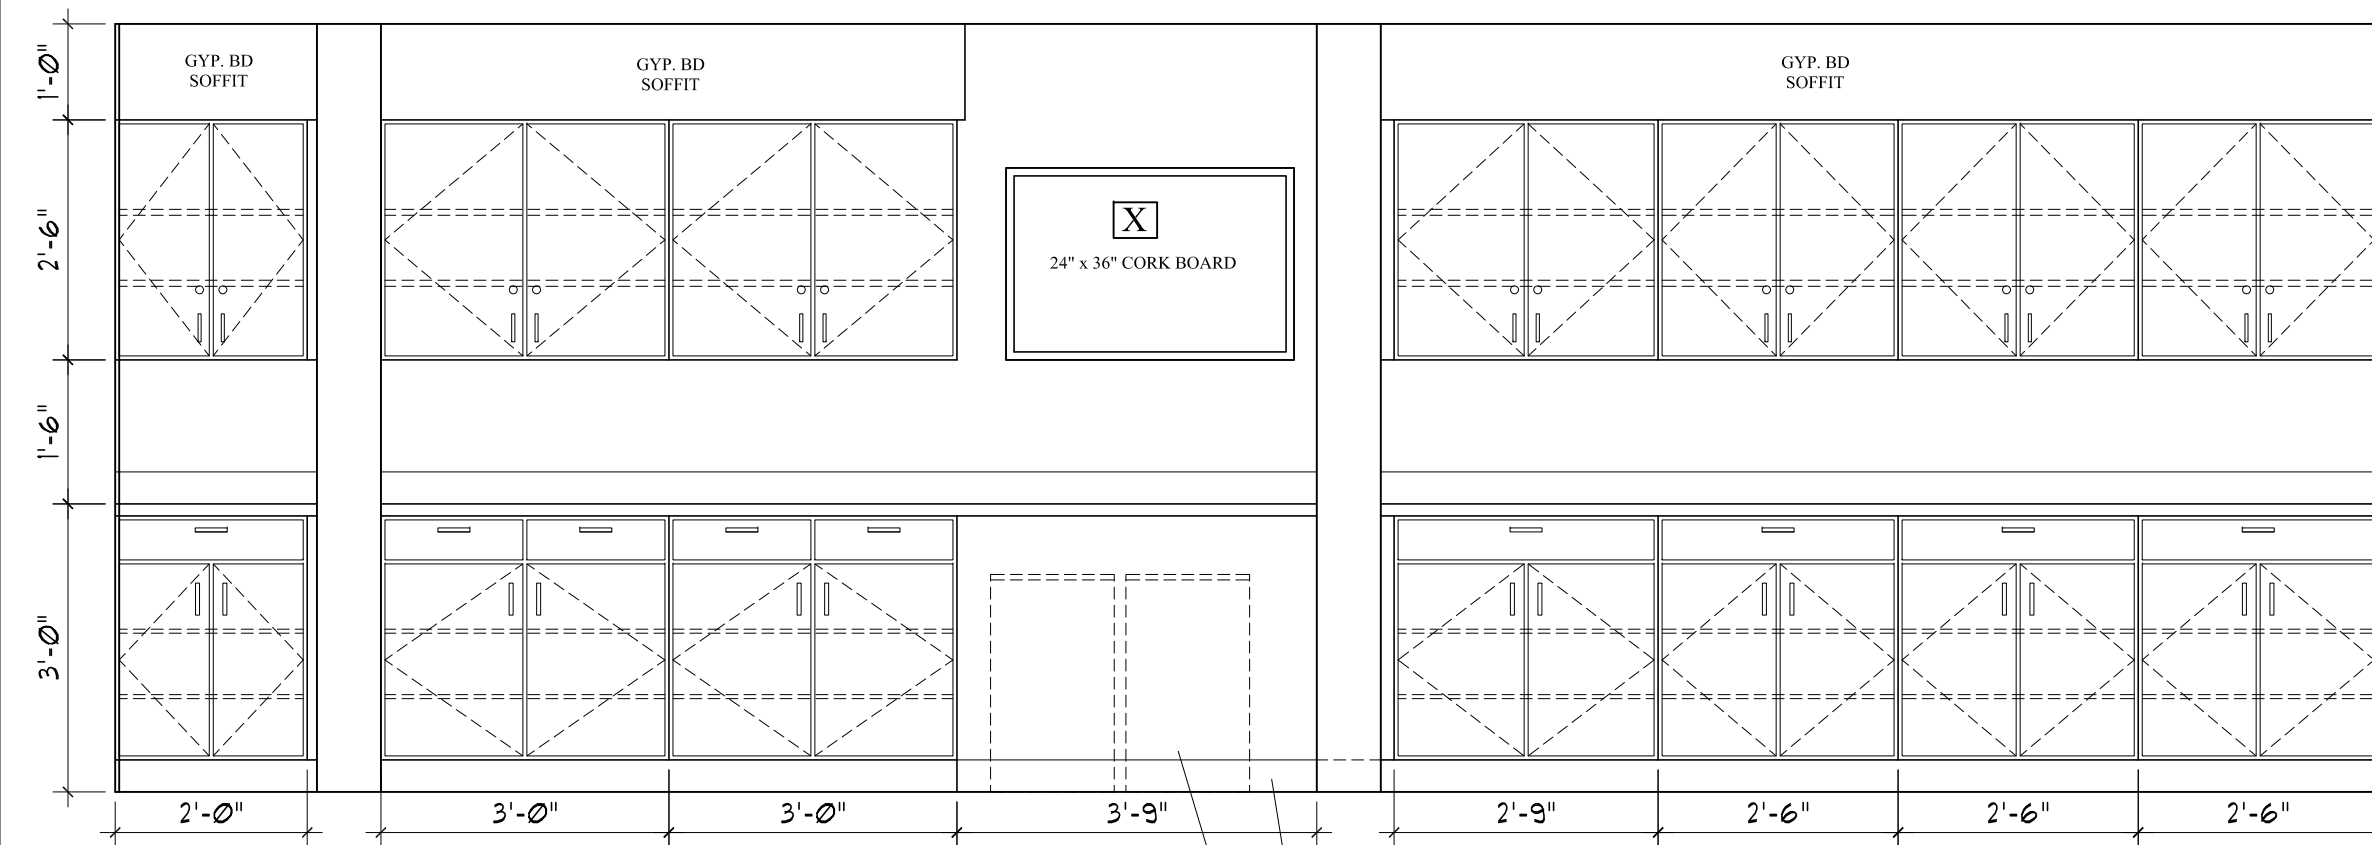 GYP. BD
SOFFIT
GYP. BD
SOFFIT
GYP. BD
SOFFIT
1'-0"
2'-6"
1'-6"
3'-0"
X
24" x 36" CORK BOARD
2'-0"
3'-0"
3'-0"
3'-9"
2'-9"
2'-6"
2'-6"
2'-6"